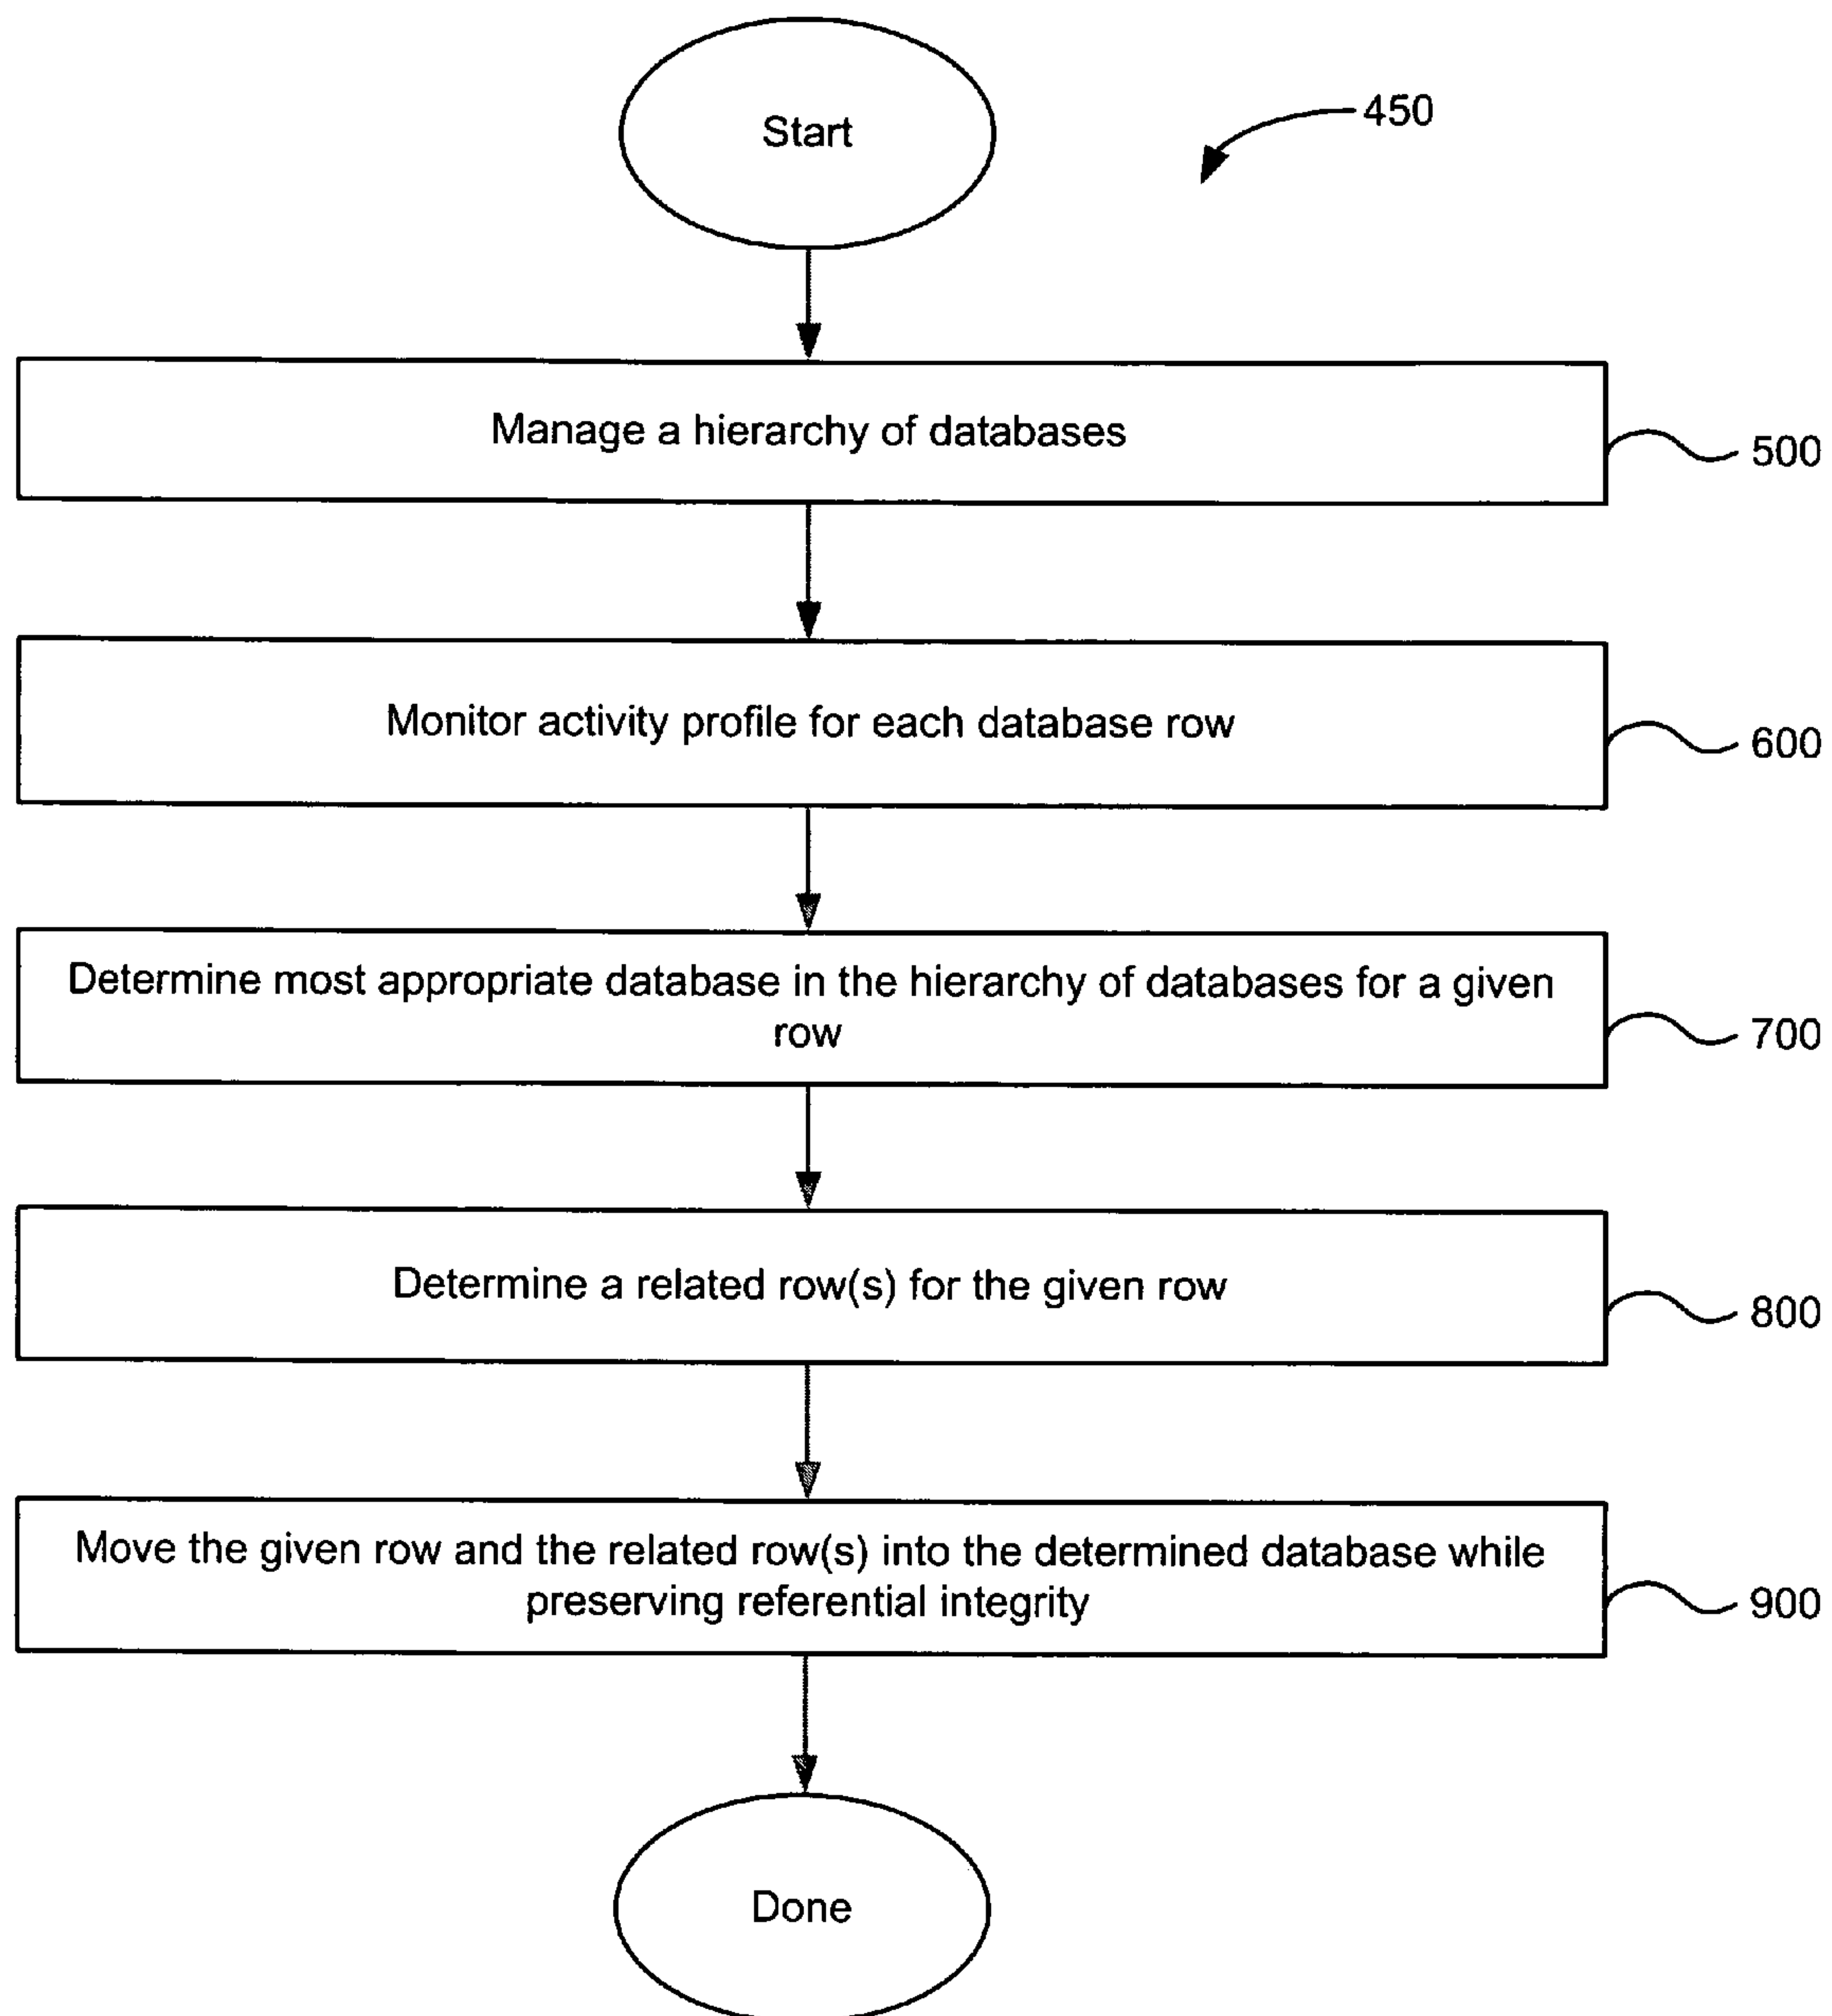 Start
450
Manage a hierarchy of databases
500
Monitor activity profile for each database row
600
Determine most appropriate database in the hierarchy of databases for a given
row
700
Determine a related row(s) for the given row
800
Move the given row and the related row(s) into the determined database while
preserving referential integrity
900
Done